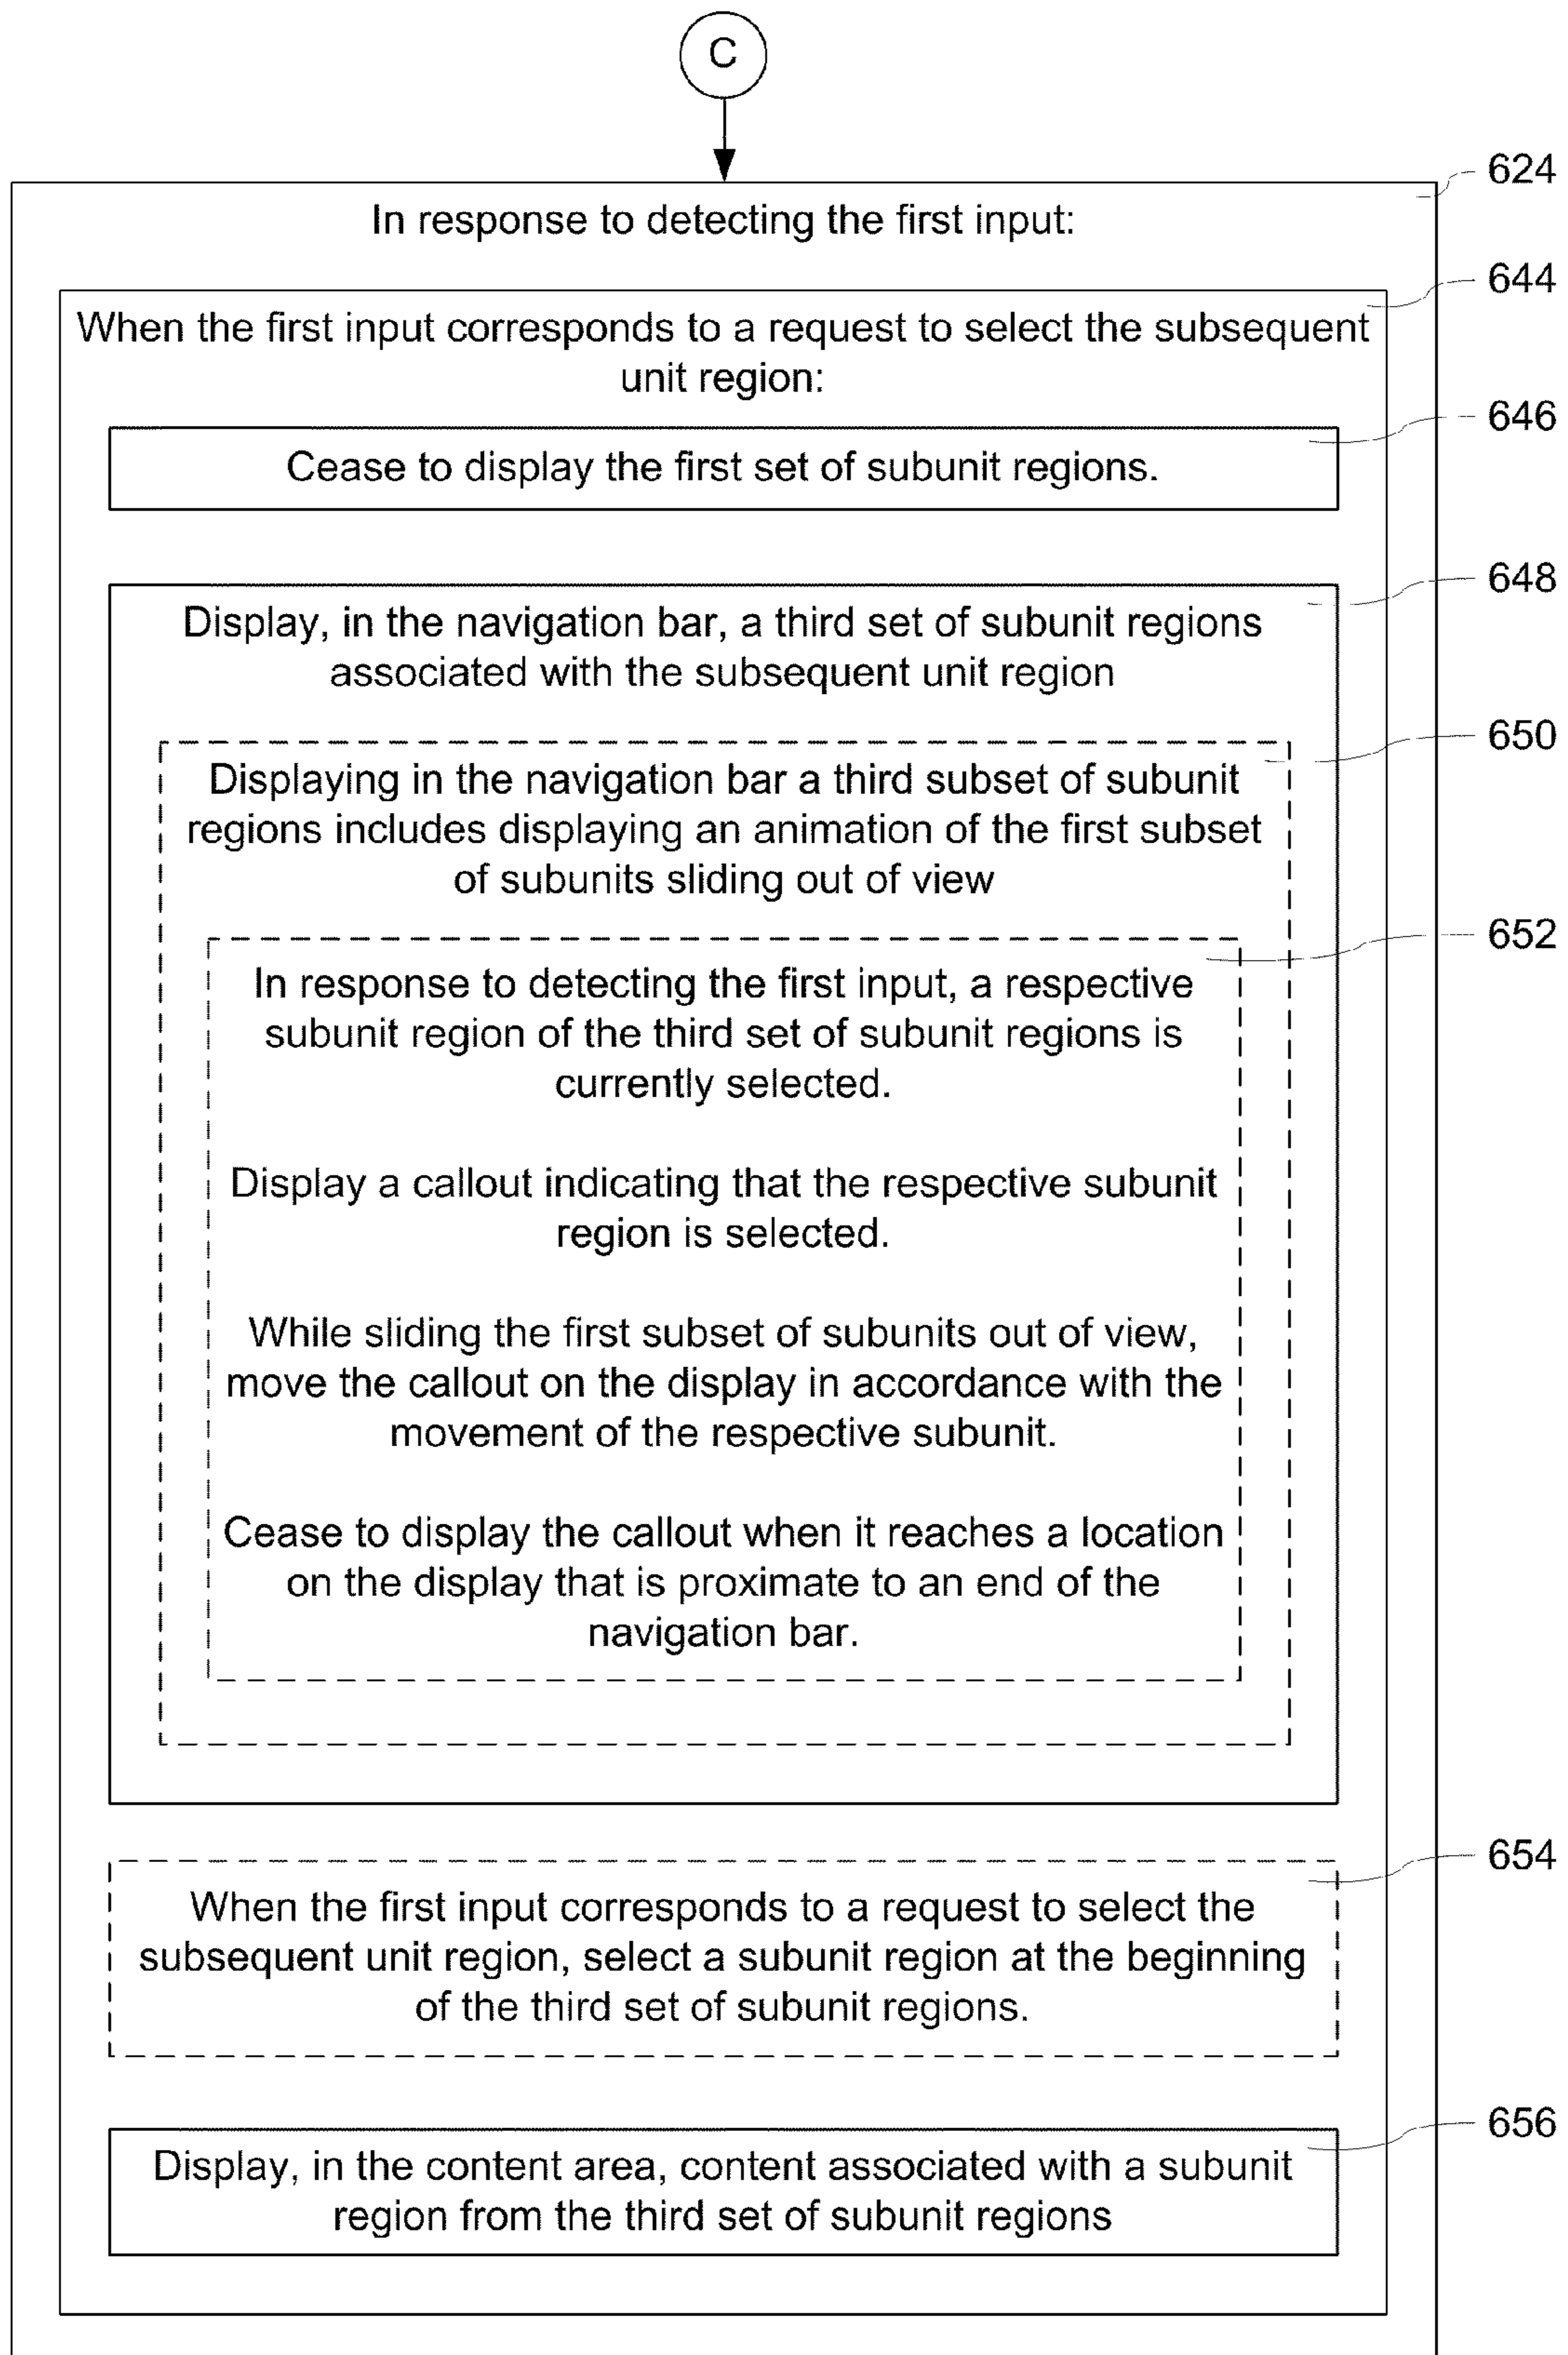 C
624
In response to detecting the first input:
644
When the first input corresponds to a request to select the subsequent
unit region:
646
Cease to display the first set of subunit regions.
648
Display, in the navigation bar, a third set of subunit regions
associated with the subsequent unit region
650
Displaying in the navigation bar a third subset of subunit
regions includes displaying an animation of the first subset
of subunits sliding out of view
652
In response to detecting the first input, a respective
subunit region of the third set of subunit regions is
currently selected.
Display a callout indicating that the respective subunit
region is selected.
While sliding the first subset of subunits out of view,
move the callout on the display in accordance with the
movement of the respective subunit.
Cease to display the callout when it reaches a location
on the display that is proximate to an end of the
navigation bar.
654
When the first input corresponds to a request to select the
subsequent unit region, select a subunit region at the beginning
of the third set of subunit regions.
656
Display, in the content area, content associated with a subunit
region from the third set of subunit regions